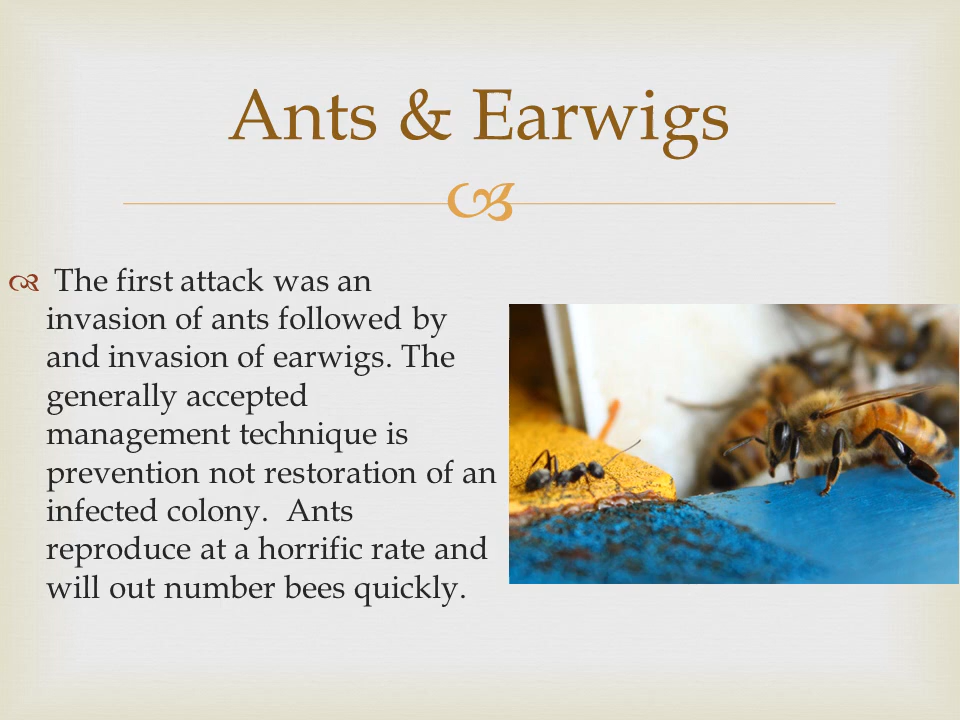 Ants & Earwigs
The first attack was an
invasion of ants followed by
and invasion of earwigs. The
generally accepted
management technique is
prevention not restoration of an
infected colony.  Ants
reproduce at a horrific rate and
will out number bees quickly.